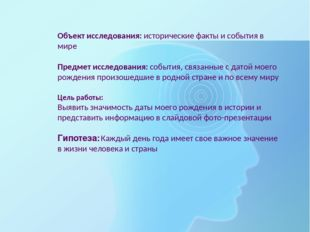 Объект исследования: исторические факты и события в
мире
Предмет исследования: события, связанные с датой моего
рождения произошедшие в родной стране и по всему миру
Цель работы:
Выявить значимость даты моего рождения в истории и
представить информацию в слайдовой фото-презентации
Гипотеза: Каждый день года имеет свое важное значение
в жизни человека и страны